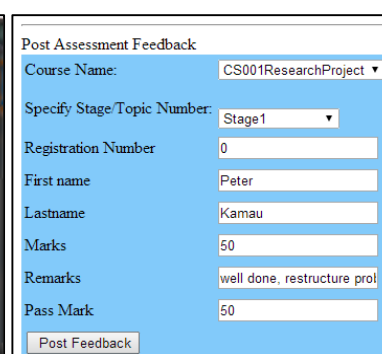 Post Assessment Feedback
Course Name: CS001ResearchProject
Specify Stage/Topic Number: Stage1
Registration Number 0
First name Peter
Lastname Kamau
Marks 50
Remarks well done, restructure prob
Pass Mark 50
Post Feedback